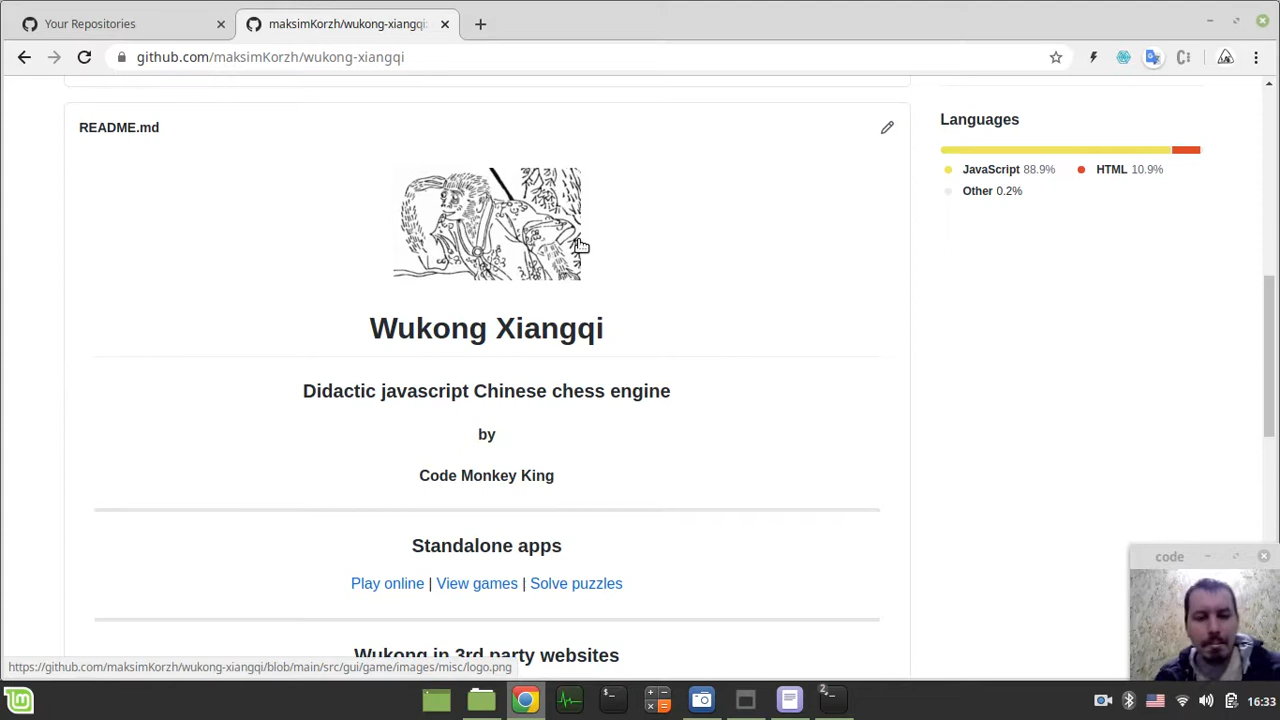 Your Repositories
maksimKorzh/wukong-xiangqi:
github.com/maksimKorzh/wukong-xiangqi
README.md
Wukong Xiangqi
Didactic javascript Chinese chess engine
by
Code Monkey King
Standalone apps
Play online | View games | Solve puzzles
Wukong in 3rd party websites
Languages
JavaScript 88.9%
HTML 10.9%
Other 0.2%
code
https://github.com/maksimKorzh/wukong-xiangqi/blob/main/src/gui/game/images/misc/logo.png
16:33